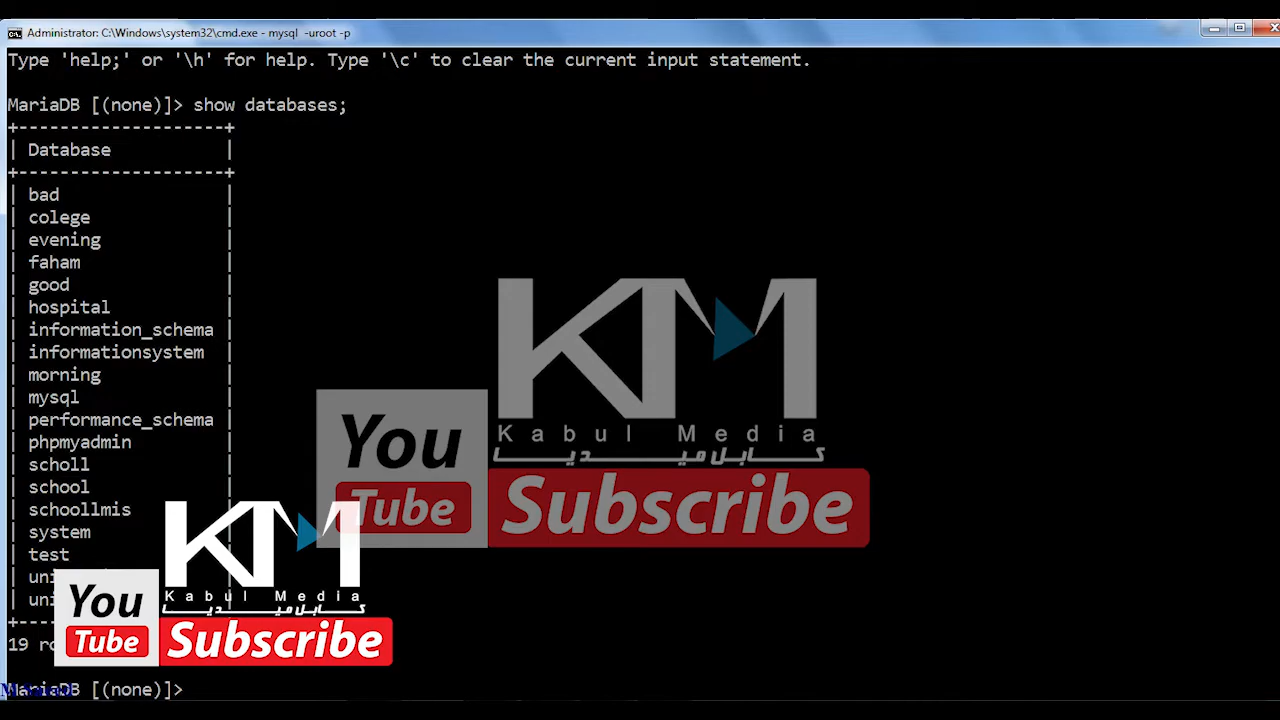 Administrator: C:\Windows\system32\cmd.exe - mysql -uroot -p
Type 'help;' or '\h' for help. Type '\c' to clear the current input statement.
MariaDB [(none)]> show databases;
+--------------------+
| Database |
+--------------------+
| bad |
| colege |
| evening |
| faham |
| good |
| hospital |
| information_schema |
| informationsystem |
| morning |
| mysql |
| performance_schema |
| phpmyadmin |
| scholl |
| school |
| schoollmis |
| system |
| test |
19
MariaDB [(none)]>
KM
Kabul Media
کابل میدیا
You Tube Subscribe
KM
Kabul Media
کابل میدیا
You Tube Subscribe